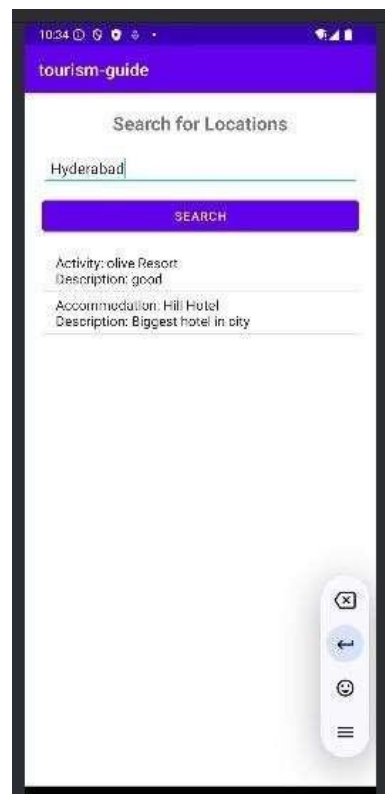 10:34
tourism-guide
Search for Locations
Hyderabad
SEARCH
Activity: olive Resort
Description: good
Accommodation: Hill Hotel
Description: Biggest hotel in city